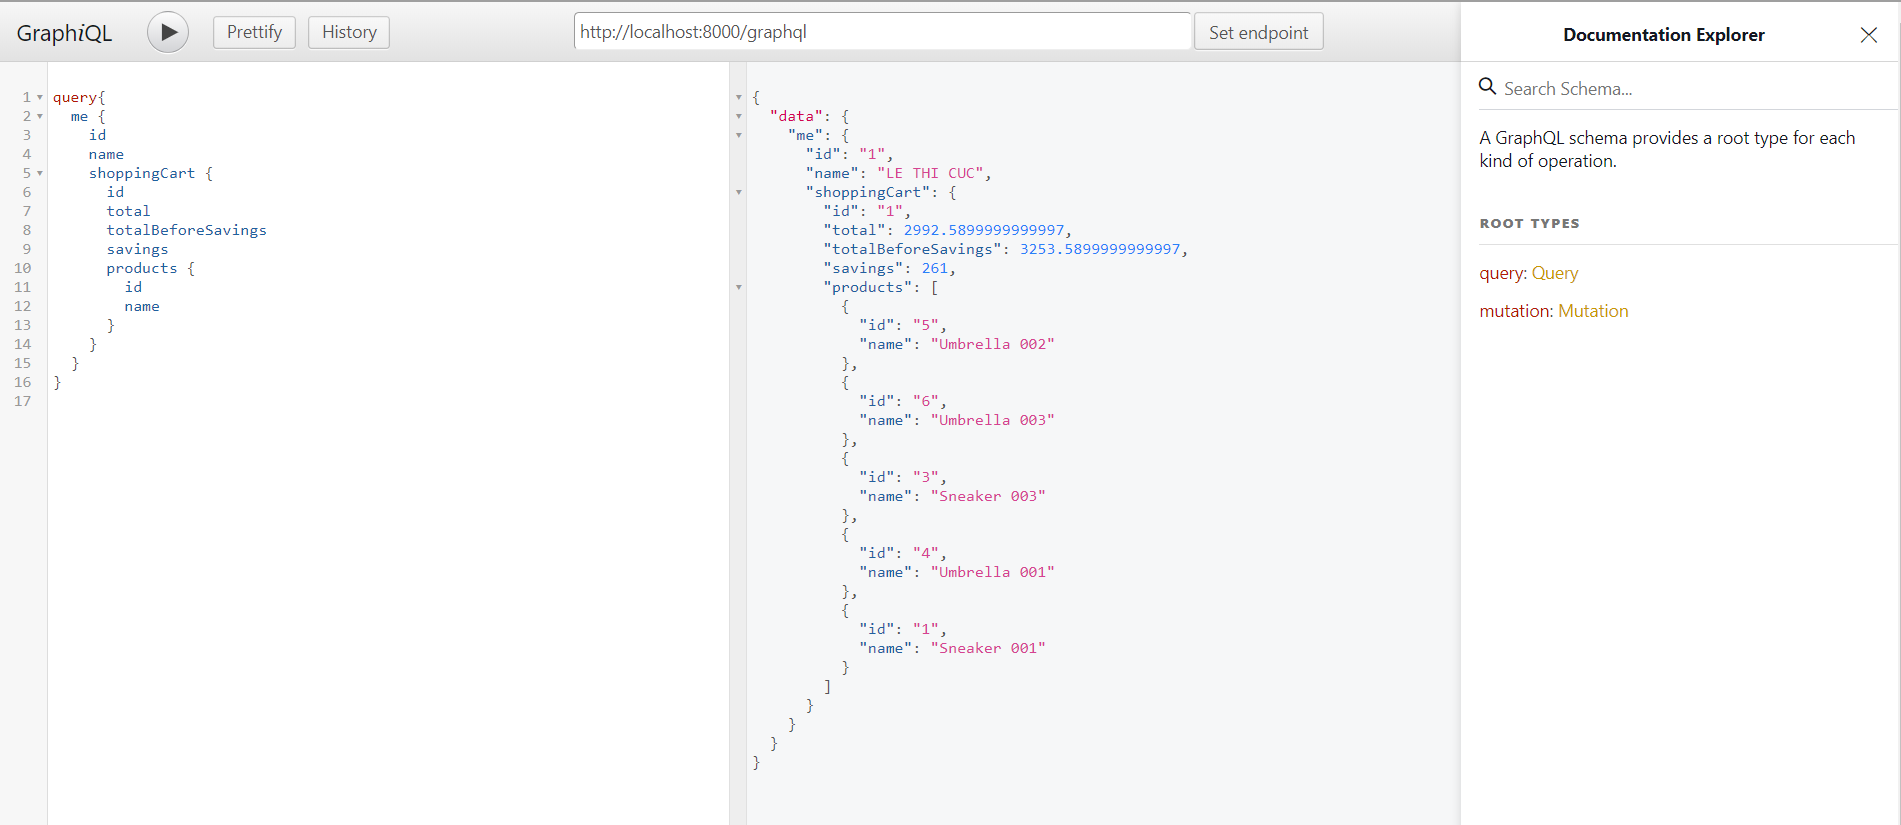 GraphiQL
Prettify
History
http://localhost:8000/graphql
Set endpoint
1 query{
2 me {
3 id
4 name
5 shoppingCart {
6 id
7 total
8 totalBeforeSavings
9 savings
10 products {
11 id
12 name
13 }
14 }
15 }
16 }
17
{
"data": {
"me": {
"id": "1",
"name": "LE THI CUC",
"shoppingCart": {
"id": "1",
"total": 2992.5899999999997,
"totalBeforeSavings": 3253.5899999999997,
"savings": 261,
"products": [
{
"id": "5",
"name": "Umbrella 002"
},
{
"id": "6",
"name": "Umbrella 003"
},
{
"id": "3",
"name": "Sneaker 003"
},
{
"id": "4",
"name": "Umbrella 001"
},
{
"id": "1",
"name": "Sneaker 001"
}
]
}
}
}
}
Documentation Explorer
Search Schema...
A GraphQL schema provides a root type for each
kind of operation.
ROOT TYPES
query: Query
mutation: Mutation